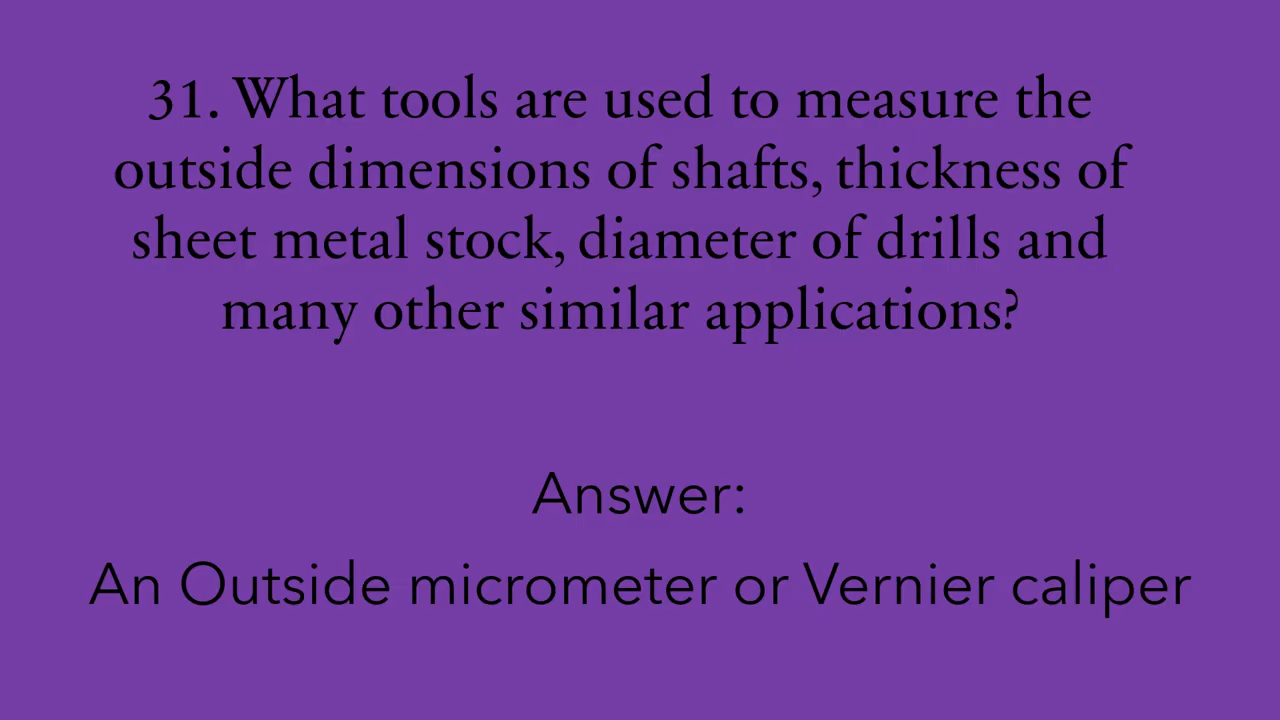 31. What tools are used to measure the
outside dimensions of shafts, thickness of
sheet metal stock, diameter of drills and
many other similar applications?
Answer:
An Outside micrometer or Vernier caliper